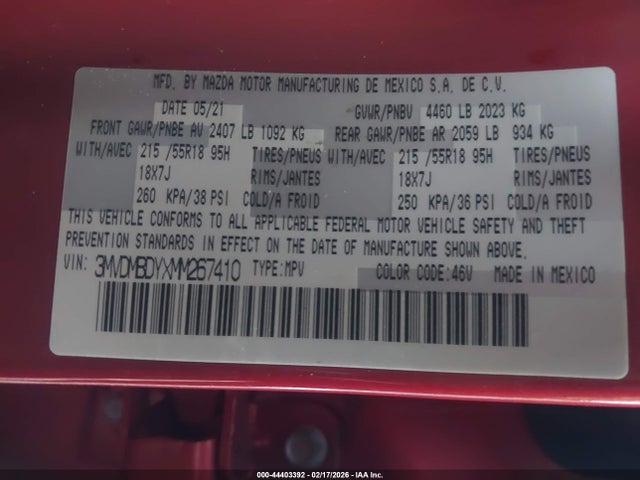 MFD. BY MAZDA MOTOR MANUFACTURING DE MEXICO S.A. DE C.V.
DATE 05/21 GVWR/PNBV 4460 LB 2023 KG
FRONT GAWR/PNBE AV 2407 LB 1092 KG REAR GAWR/PNBE AR 2059 LB 934 KG
WITH/AVEC 215 /55R18 95H TIRES/PNEUS WITH/AVEC 215 /55R18 95H TIRES/PNEUS
18X7J RIMS/JANTES 18X7J RIMS/JANTES
260 KPA/38 PSI COLD/A FROID 250 KPA/36 PSI COLD/A FROID
THIS VEHICLE CONFORMS TO ALL APPLICABLE FEDERAL MOTOR VEHICLE SAFETY AND THEFT
PREVENTION STANDARDS IN EFFECT ON THE DATE OF MANUFACTURE SHOWN ABOVE.
VIN: 3MVDMBDYXMM267410 TYPE:MPV COLOR CODE:46V MADE IN MEXICO
000-44403392 - 02/17/2026 - IAA Inc.